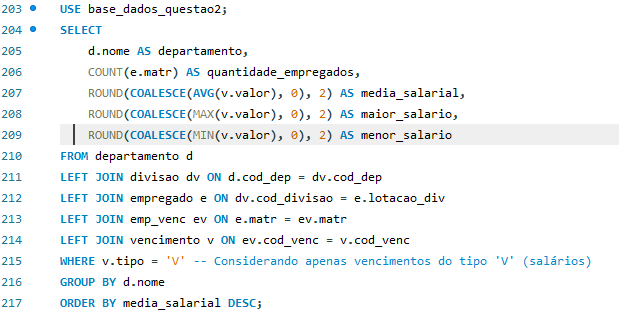 203 USE base_dados_questao2;
204 SELECT
205 d.nome AS departamento,
206 COUNT(e.matr) AS quantidade_empregados,
207 ROUND(COALESCE(AVG(v.valor), 0), 2) AS media_salarial,
208 ROUND(COALESCE(MAX(v.valor), 0), 2) AS maior_salario,
209 ROUND(COALESCE(MIN(v.valor), 0), 2) AS menor_salario
210 FROM departamento d
211 LEFT JOIN divisao dv ON d.cod_dep = dv.cod_dep
212 LEFT JOIN empregado e ON dv.cod_divisao = e.lotacao_div
213 LEFT JOIN emp_venc ev ON e.matr = ev.matr
214 LEFT JOIN vencimento v ON ev.cod_venc = v.cod_venc
215 WHERE v.tipo = 'V' -- Considerando apenas vencimentos do tipo 'V' (salários)
216 GROUP BY d.nome
217 ORDER BY media_salarial DESC;